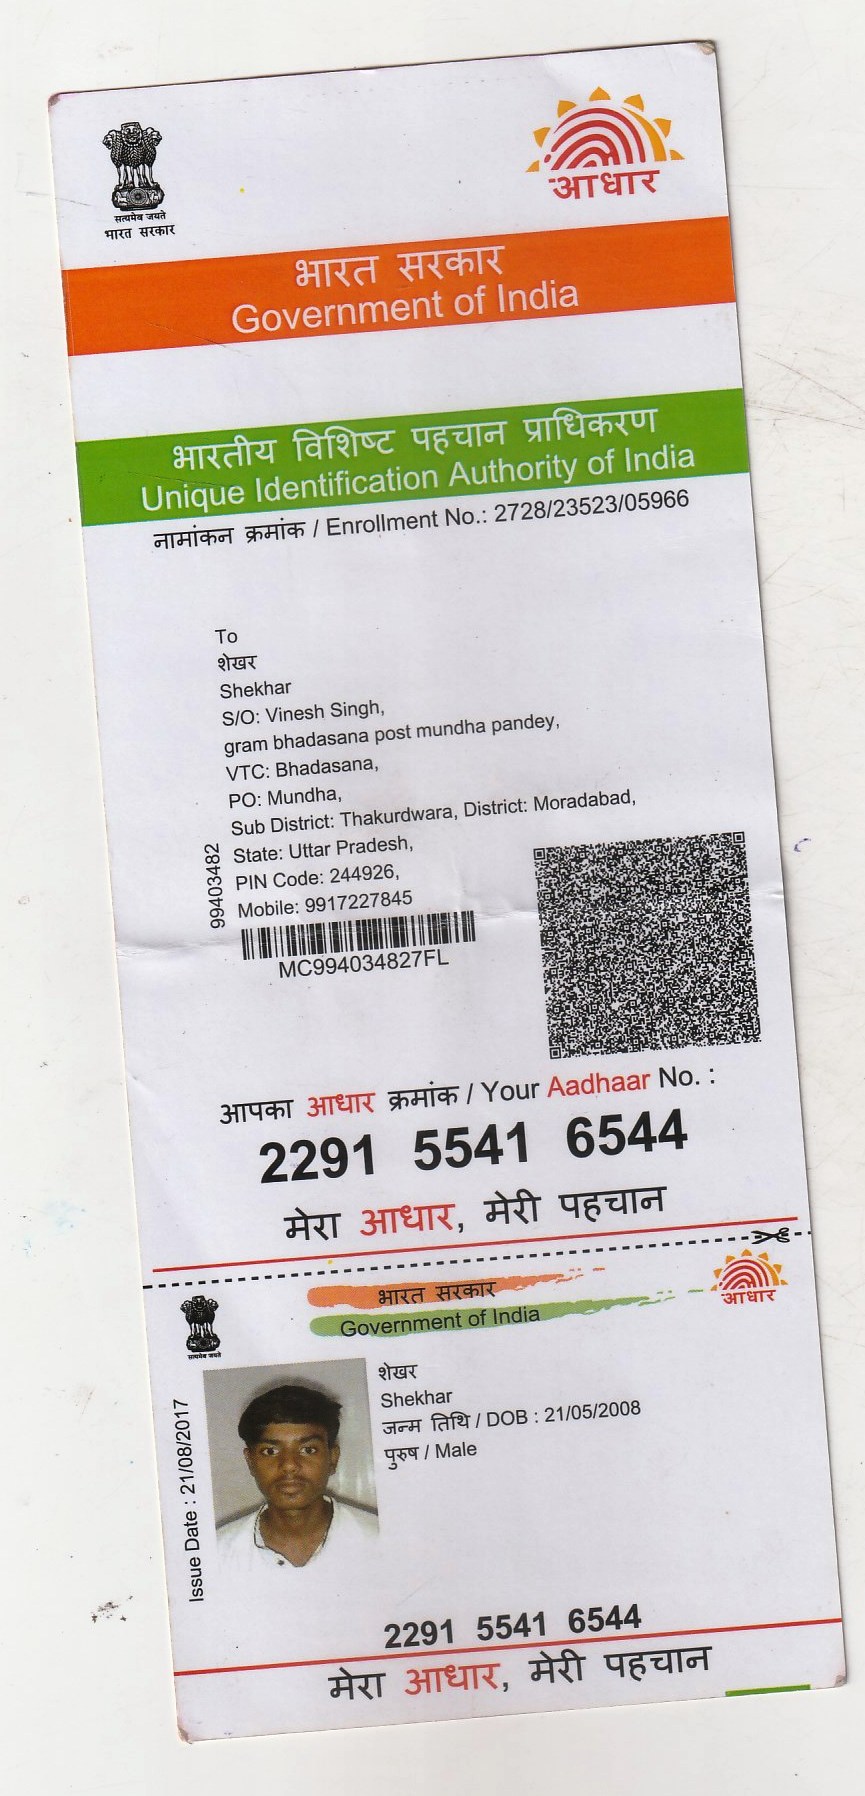 सत्यमेव जयते
भारत सरकार
आधार
भारत सरकार
Government of India
भारतीय विशिष्ट पहचान प्राधिकरण
Unique Identification Authority of India
नामांकन क्रमांक / Enrollment No.: 2728/23523/05966
To
शेखर
Shekhar
S/O: Vinesh Singh,
gram bhadasana post mundha pandey,
VTC: Bhadasana,
PO: Mundha,
Sub District: Thakurdwara, District: Moradabad,
State: Uttar Pradesh,
PIN Code: 244926,
Mobile: 9917227845
99403482
MC994034827FL
आपका आधार क्रमांक / Your Aadhaar No. :
2291 5541 6544
मेरा आधार, मेरी पहचान
भारत सरकार
Government of India
आधार
सत्यमेव जयते
शेखर
Shekhar
जन्म तिथि / DOB : 21/05/2008
पुरुष / Male
Issue Date : 21/08/2017
2291 5541 6544
मेरा आधार, मेरी पहचान